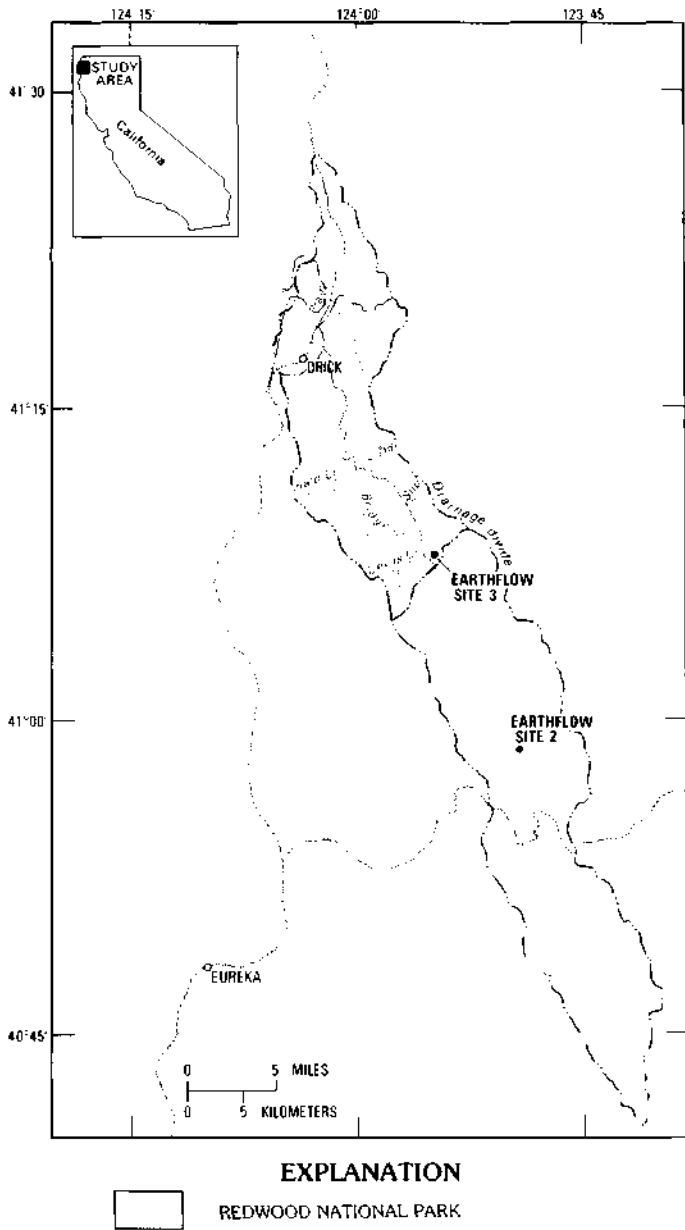 124°15'
124°00'
123°45
41°30
STUDY
AREA
California
ORICK
41°15'
Drainage divide
EARTHFLOW
SITE 3
41°00'
EARTHFLOW
SITE 2
EUREKA
40°45'
0 5 MILES
0 5 KILOMETERS
EXPLANATION
REDWOOD NATIONAL PARK